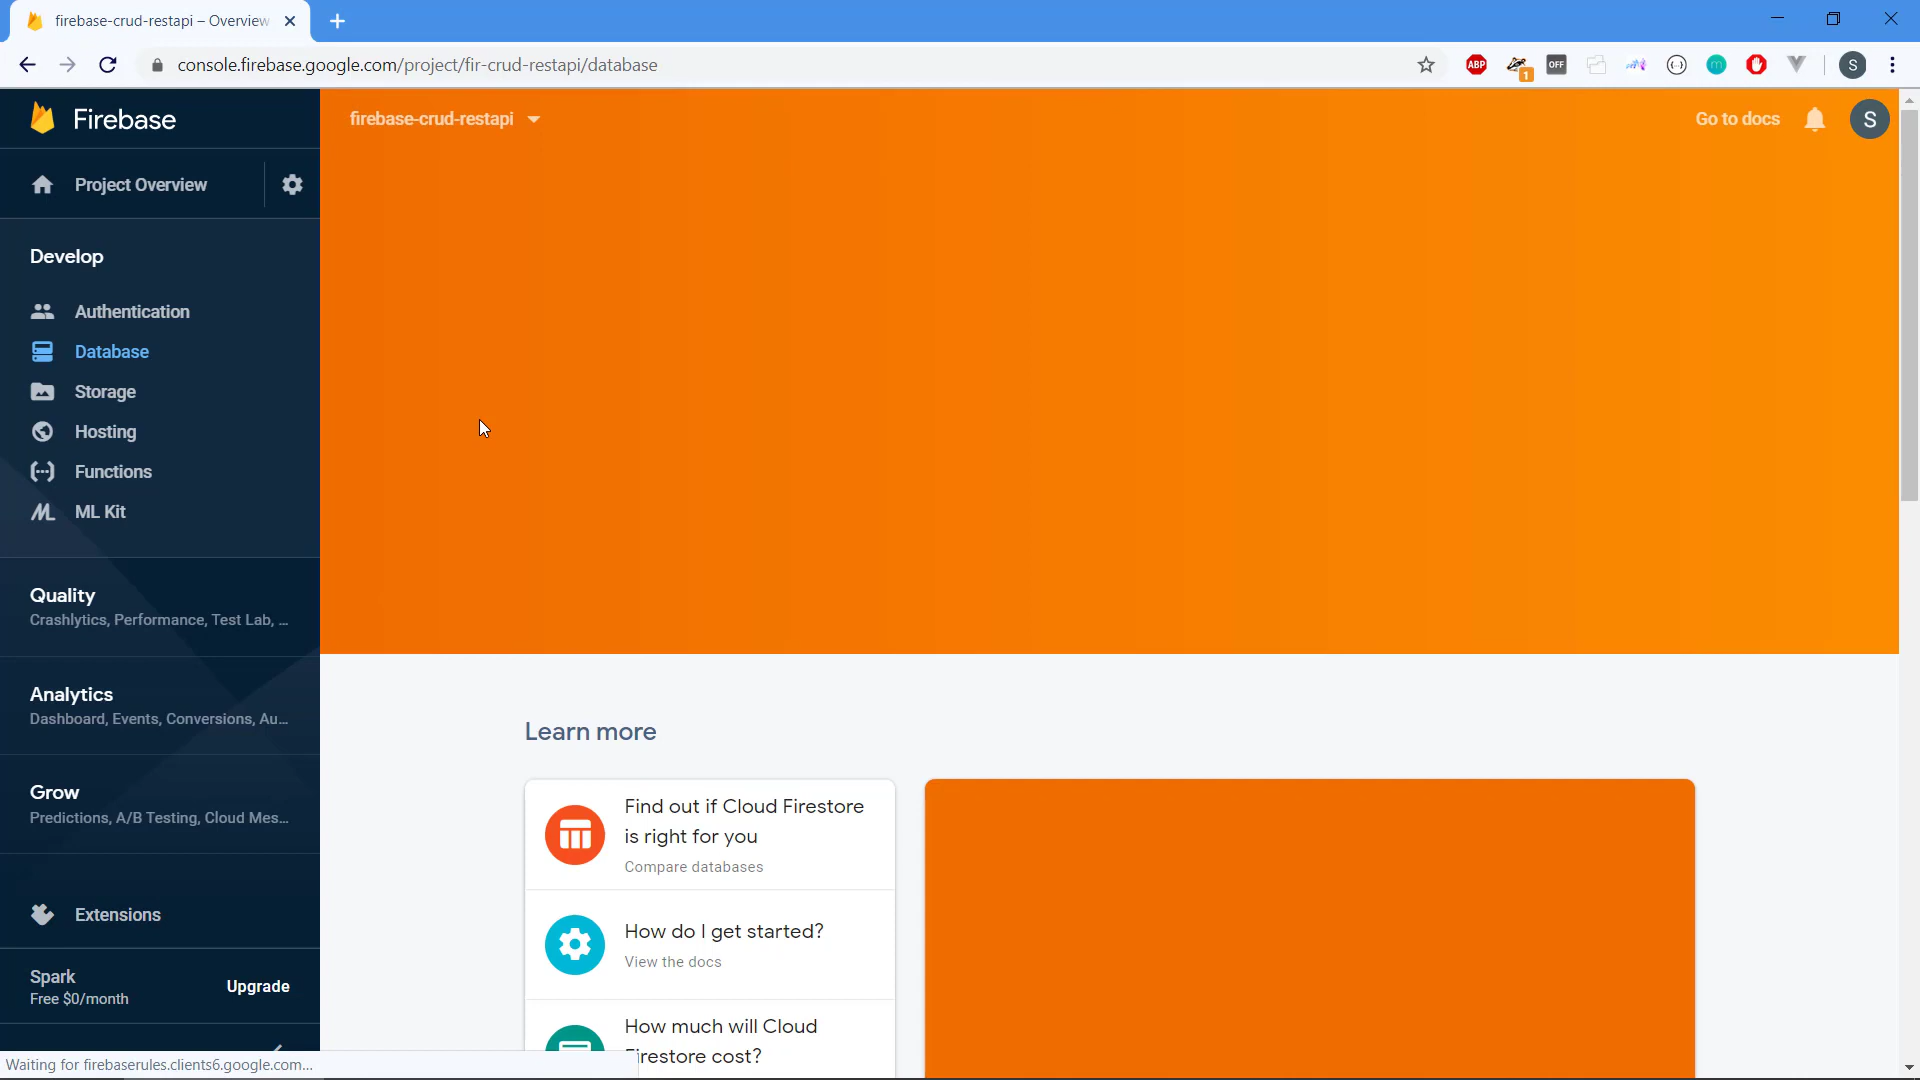 firebase-crud-restapi – Overview
console.firebase.google.com/project/fir-crud-restapi/database
ABP
1
OFF
m
S
Firebase
firebase-crud-restapi
Go to docs
S
Project Overview
Develop
Authentication
Database
Storage
Hosting
Functions
ML Kit
Quality
Crashlytics, Performance, Test Lab, ...
Analytics
Dashboard, Events, Conversions, Au...
Grow
Predictions, A/B Testing, Cloud Mes...
Extensions
Spark
Free $0/month
Upgrade
Learn more
Find out if Cloud Firestore
is right for you
Compare databases
How do I get started?
View the docs
How much will Cloud
Firestore cost?
Waiting for firebaserules.clients6.google.com...